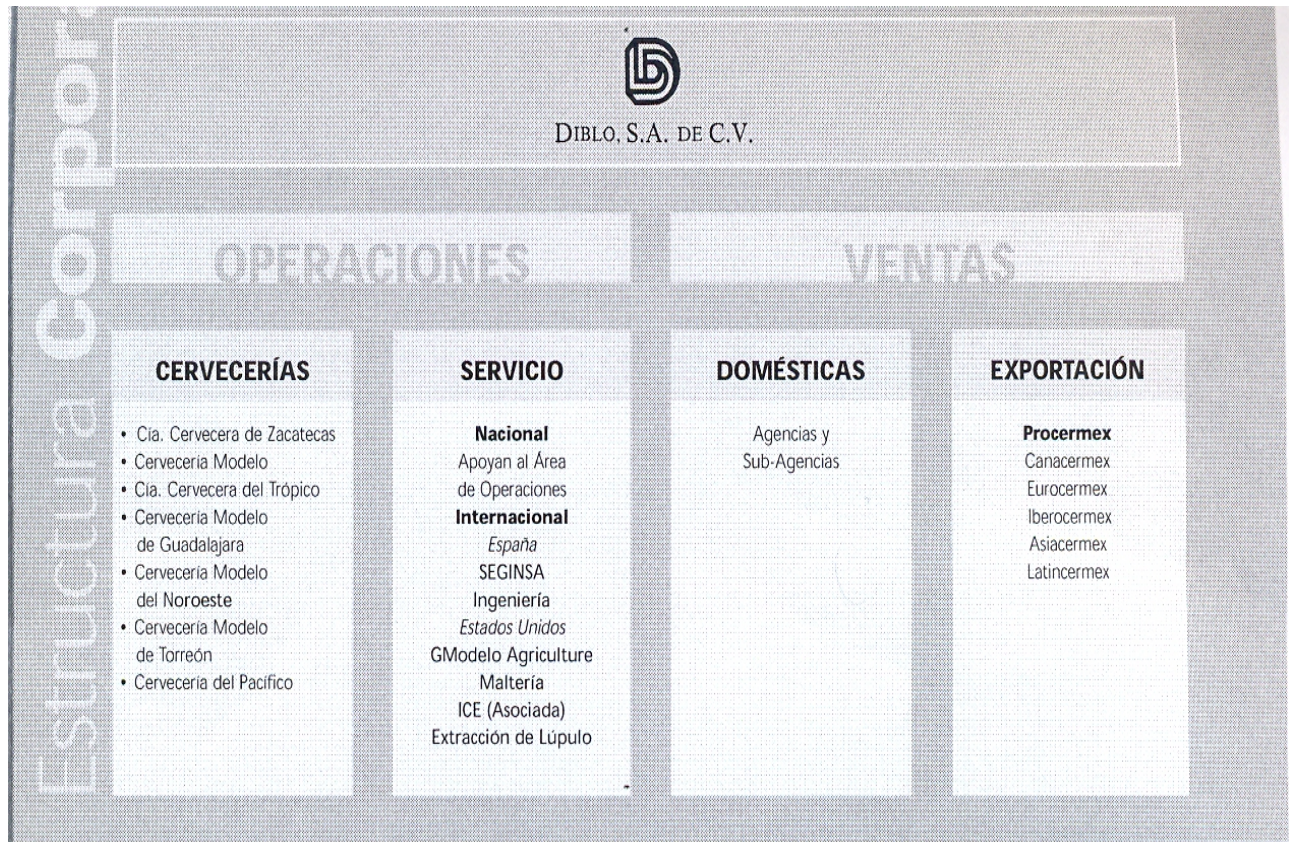 Estructura Corpor
DIBLO, S.A. DE C.V.
OPERACIONES
VENTAS
CERVECERÍAS
• Cía. Cervecera de Zacatecas
• Cervecería Modelo
• Cía. Cervecera del Trópico
• Cervecería Modelo
de Guadalajara
• Cervecería Modelo
del Noroeste
• Cervecería Modelo
de Torreón
• Cervecería del Pacífico
SERVICIO
Nacional
Apoyan al Área
de Operaciones
Internacional
España
SEGINSA
Ingeniería
Estados Unidos
GModelo Agriculture
Maltería
ICE (Asociada)
Extracción de Lúpulo
DOMÉSTICAS
Agencias y
Sub-Agencias
EXPORTACIÓN
Procermex
Canacermex
Eurocermex
Iberocermex
Asiacermex
Latincermex